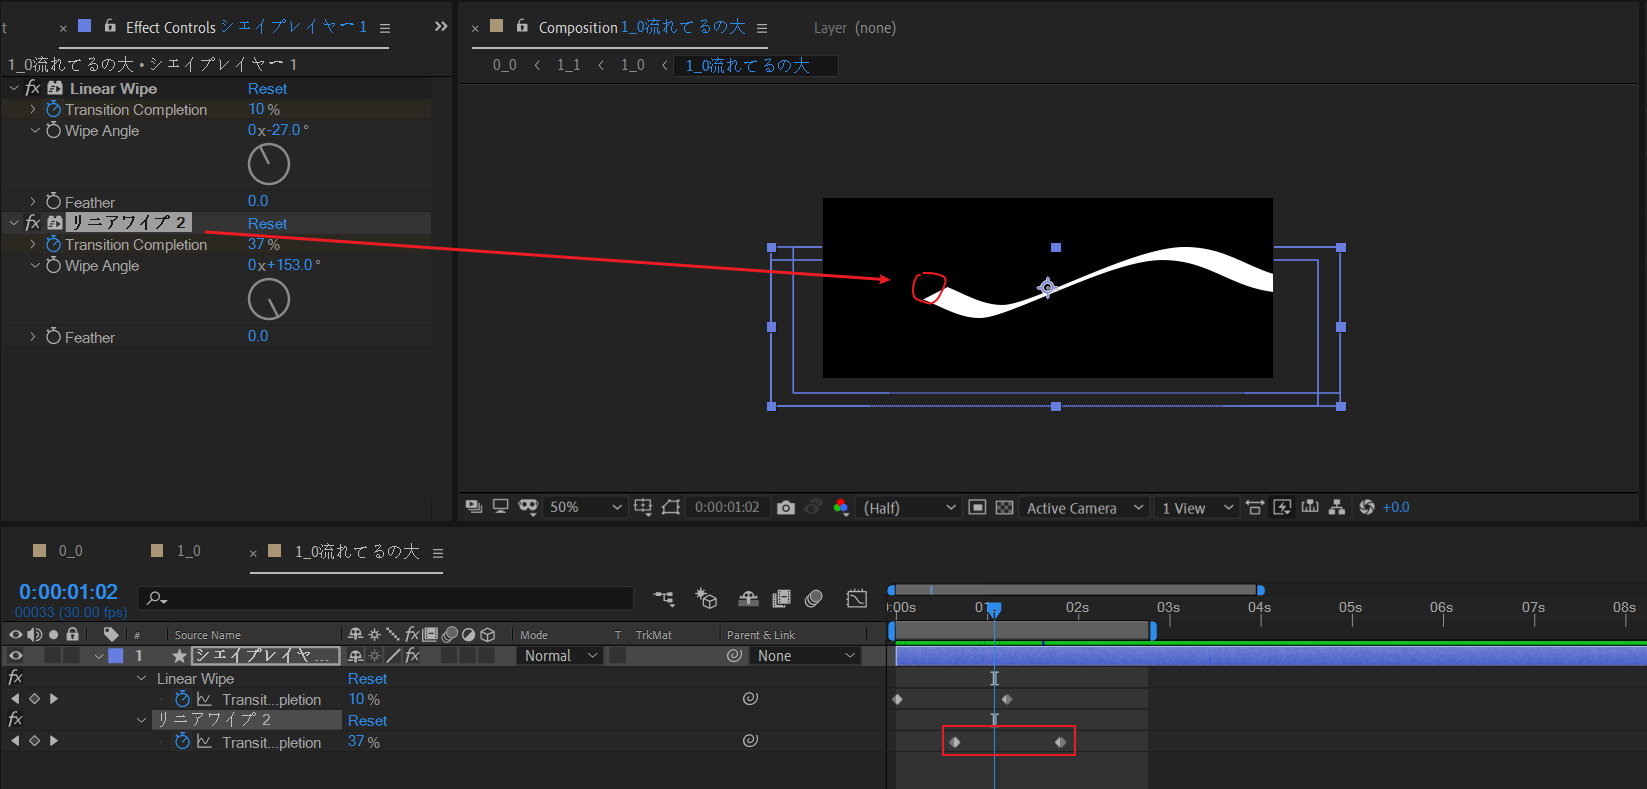 t
× Effect Controls シエイプレイヤー 1 ≡ »
1_0流れてるの大 • シエイプレイヤー 1
fx Linear Wipe Reset
Transition Completion 10 %
Wipe Angle 0x-27.0 °
Feather 0.0
fx リニアワイプ 2 Reset
Transition Completion 37 %
Wipe Angle 0x+153.0 °
Feather 0.0
× Composition 1_0流れてるの大 ≡ Layer (none)
0_0 < 1_1 < 1_0 < 1_0流れてるの大
50% 0:00:01:02 (Half) Active Camera 1 View +0.0
0_0 1_0 × 1_0流れてるの大 ≡
0:00:01:02
00033 (30.00 fps)
:00s 01 02s 03s 04s 05s 06s 07s 08s
# Source Name fx Mode T TrkMat Parent & Link
1 シエイプレイヤ... fx Normal None
fx Linear Wipe Reset
Transit...pletion 10 %
fx リニアワイプ 2 Reset
Transit...pletion 37 %